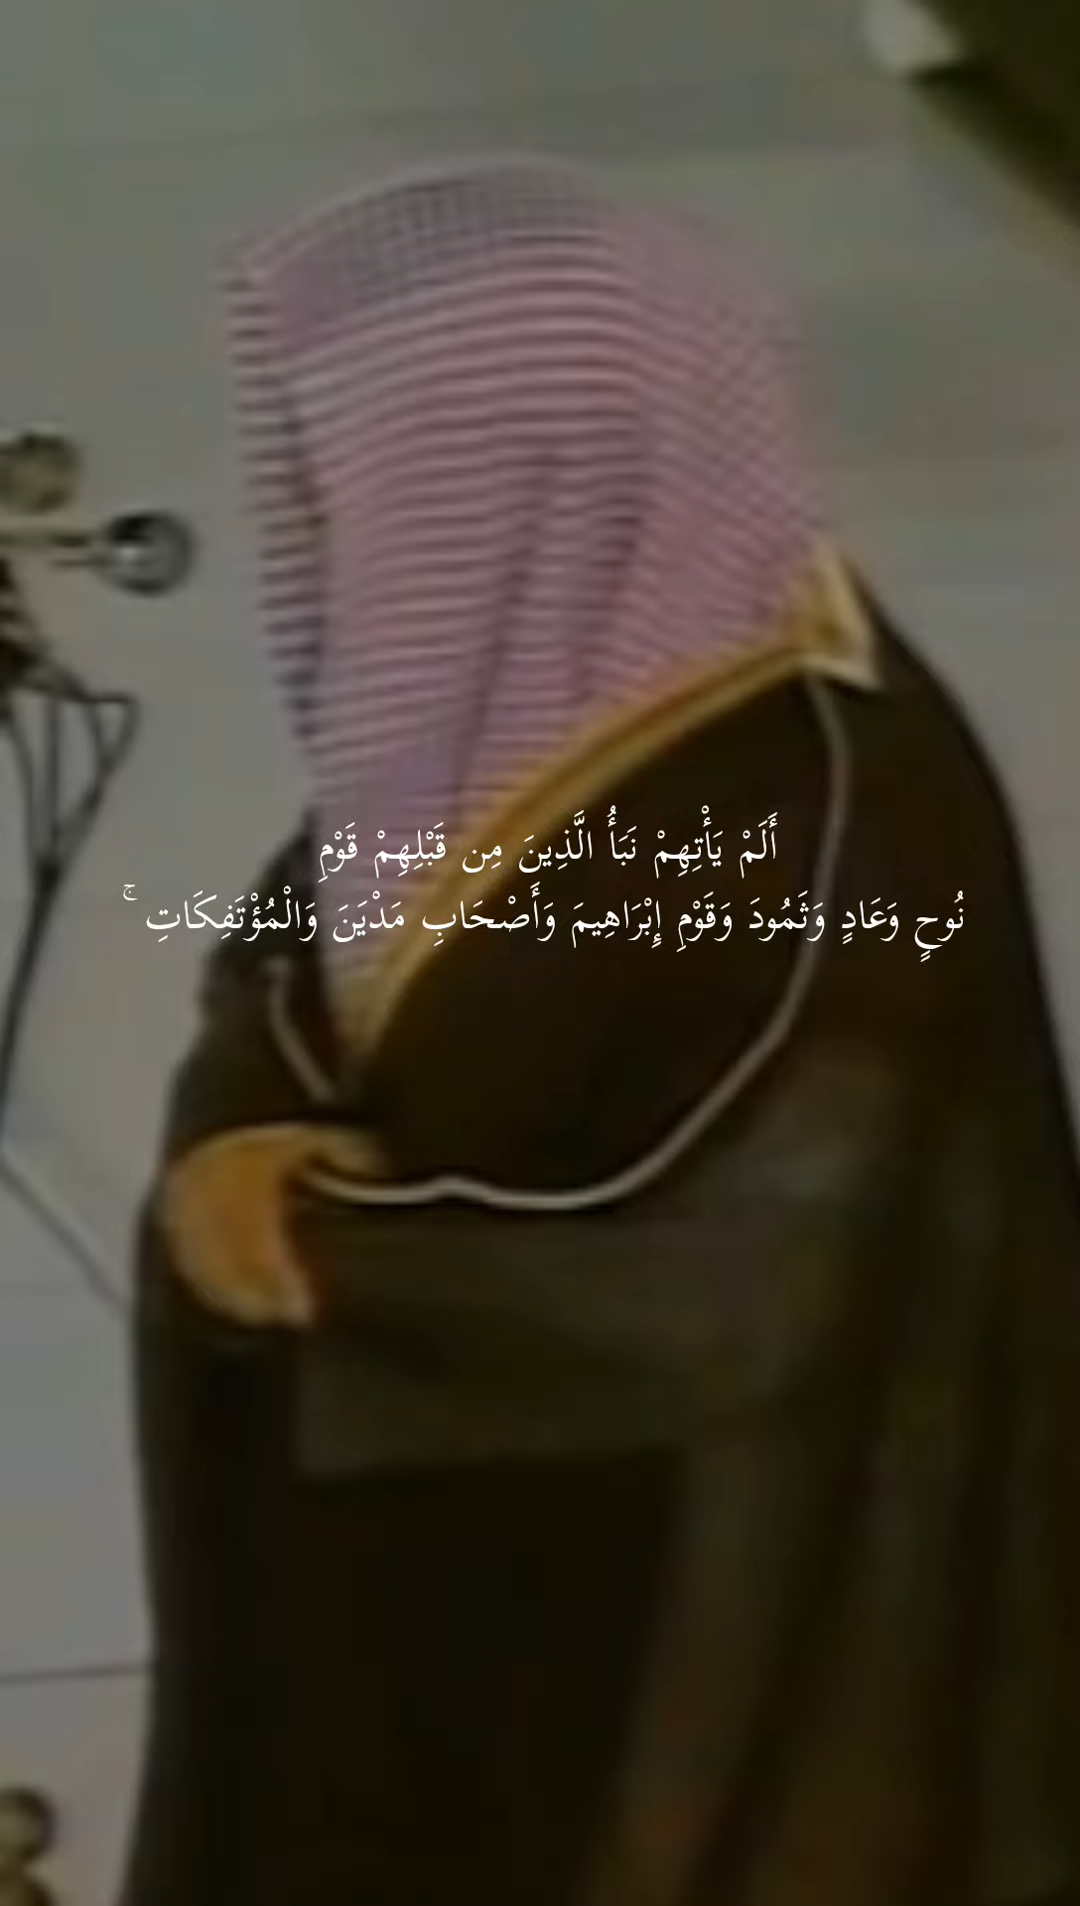 أَلَمْ يَأْتِهِمْ نَبَأُ الَّذِينَ مِن قَبْلِهِمْ قَوْمِ
نُوحٍ وَعَادٍ وَثَمُودَ وَقَوْمِ إِبْرَاهِيمَ وَأَصْحَابِ مَدْيَنَ وَالْمُؤْتَفِكَاتِ ۚ